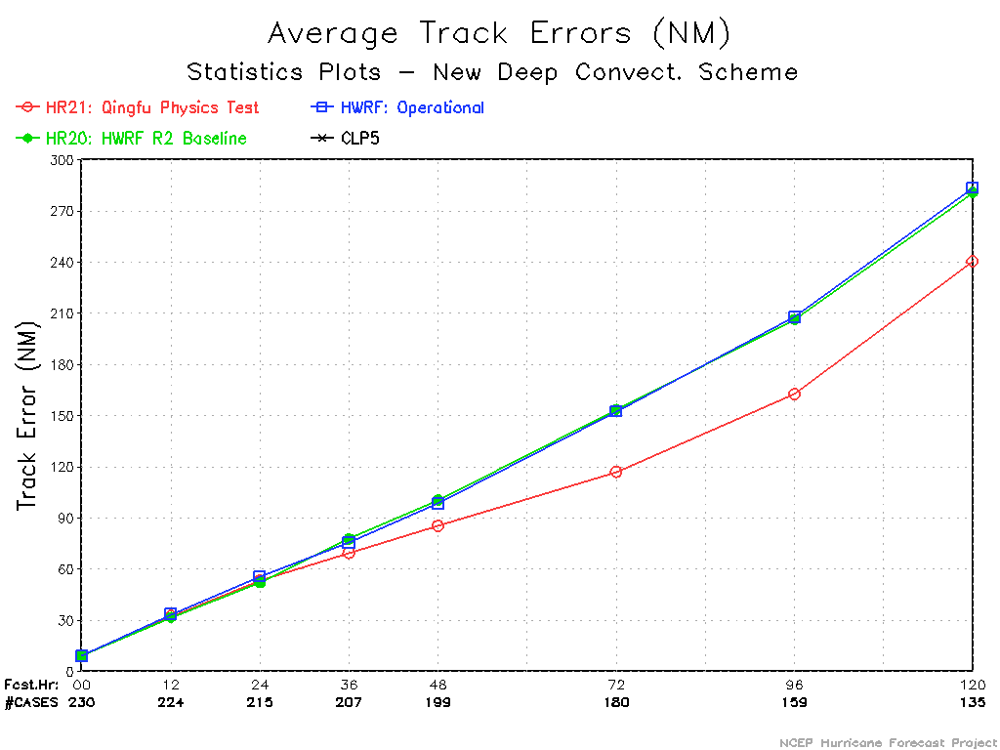 Average Track Errors (NM)
Statistics Plots - New Deep Convect. Scheme
HR21: Qingfu Physics Test HWRF: Operational
HR20: HWRF R2 Baseline CLP5
300
270
240
210
180
150
120
90
60
30
0
Track Error (NM)
Fcst.Hr: 00 12 24 36 48 72 96 120
#CASES 230 224 215 207 199 180 159 135
NCEP Hurricane Forecast Project